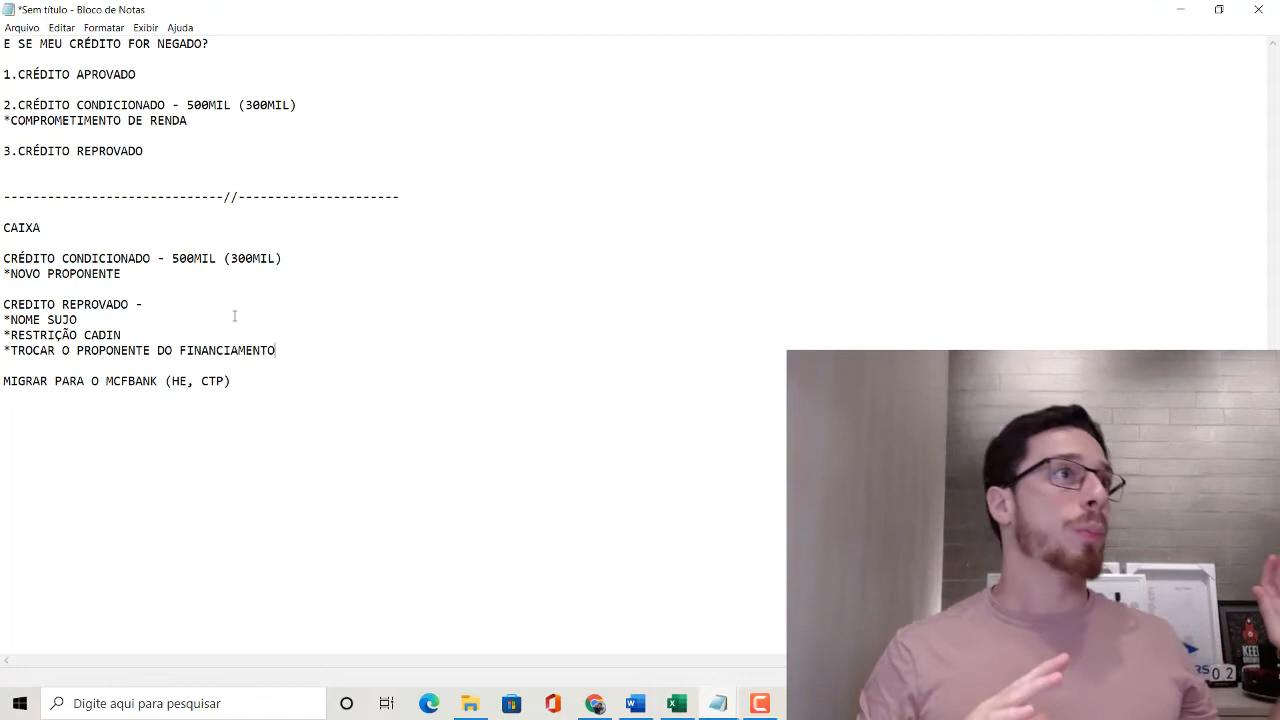 *Sem título - Bloco de Notas
Arquivo Editar Formatar Exibir Ajuda
E SE MEU CRÉDITO FOR NEGADO?
1.CRÉDITO APROVADO
2.CRÉDITO CONDICIONADO - 500MIL (300MIL)
*COMPROMETIMENTO DE RENDA
3.CRÉDITO REPROVADO
------------------------------//----------------------
CAIXA
CRÉDITO CONDICIONADO - 500MIL (300MIL)
*NOVO PROPONENTE
CREDITO REPROVADO -
*NOME SUJO
*RESTRIÇÃO CADIN
*TROCAR O PROPONENTE DO FINANCIAMENTO
MIGRAR PARA O MCFBANK (HE, CTP)
KEEP
02
Digite aqui para pesquisar